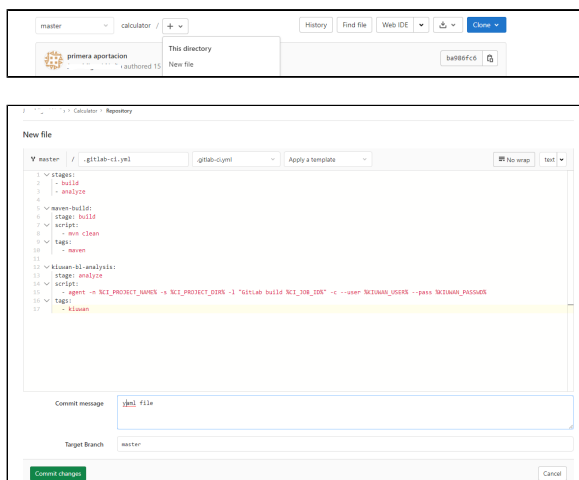 master calculator / + History Find file Web IDE Clone
This directory
primera aportacion
authored 15
New file
ba986fc6
/ Calculator › Repository
New file
master / .gitlab-ci.yml .gitlab-ci.yml Apply a template No wrap text
1 stages:
2 - build
3 - analyze
4
5 maven-build:
6 stage: build
7 script:
8 - mvn clean
9 tags:
10 - maven
11
12 kiuwan-bl-analysis:
13 stage: analyze
14 script:
15 - agent -n %CI_PROJECT_NAME% -s %CI_PROJECT_DIR% -l "GitLab build %CI_JOB_ID%" -c --user %KIUWAN_USER% --pass %KIUWAN_PASSWD%
16 tags:
17 - kiuwan
Commit message yaml file
Target Branch master
Commit changes Cancel